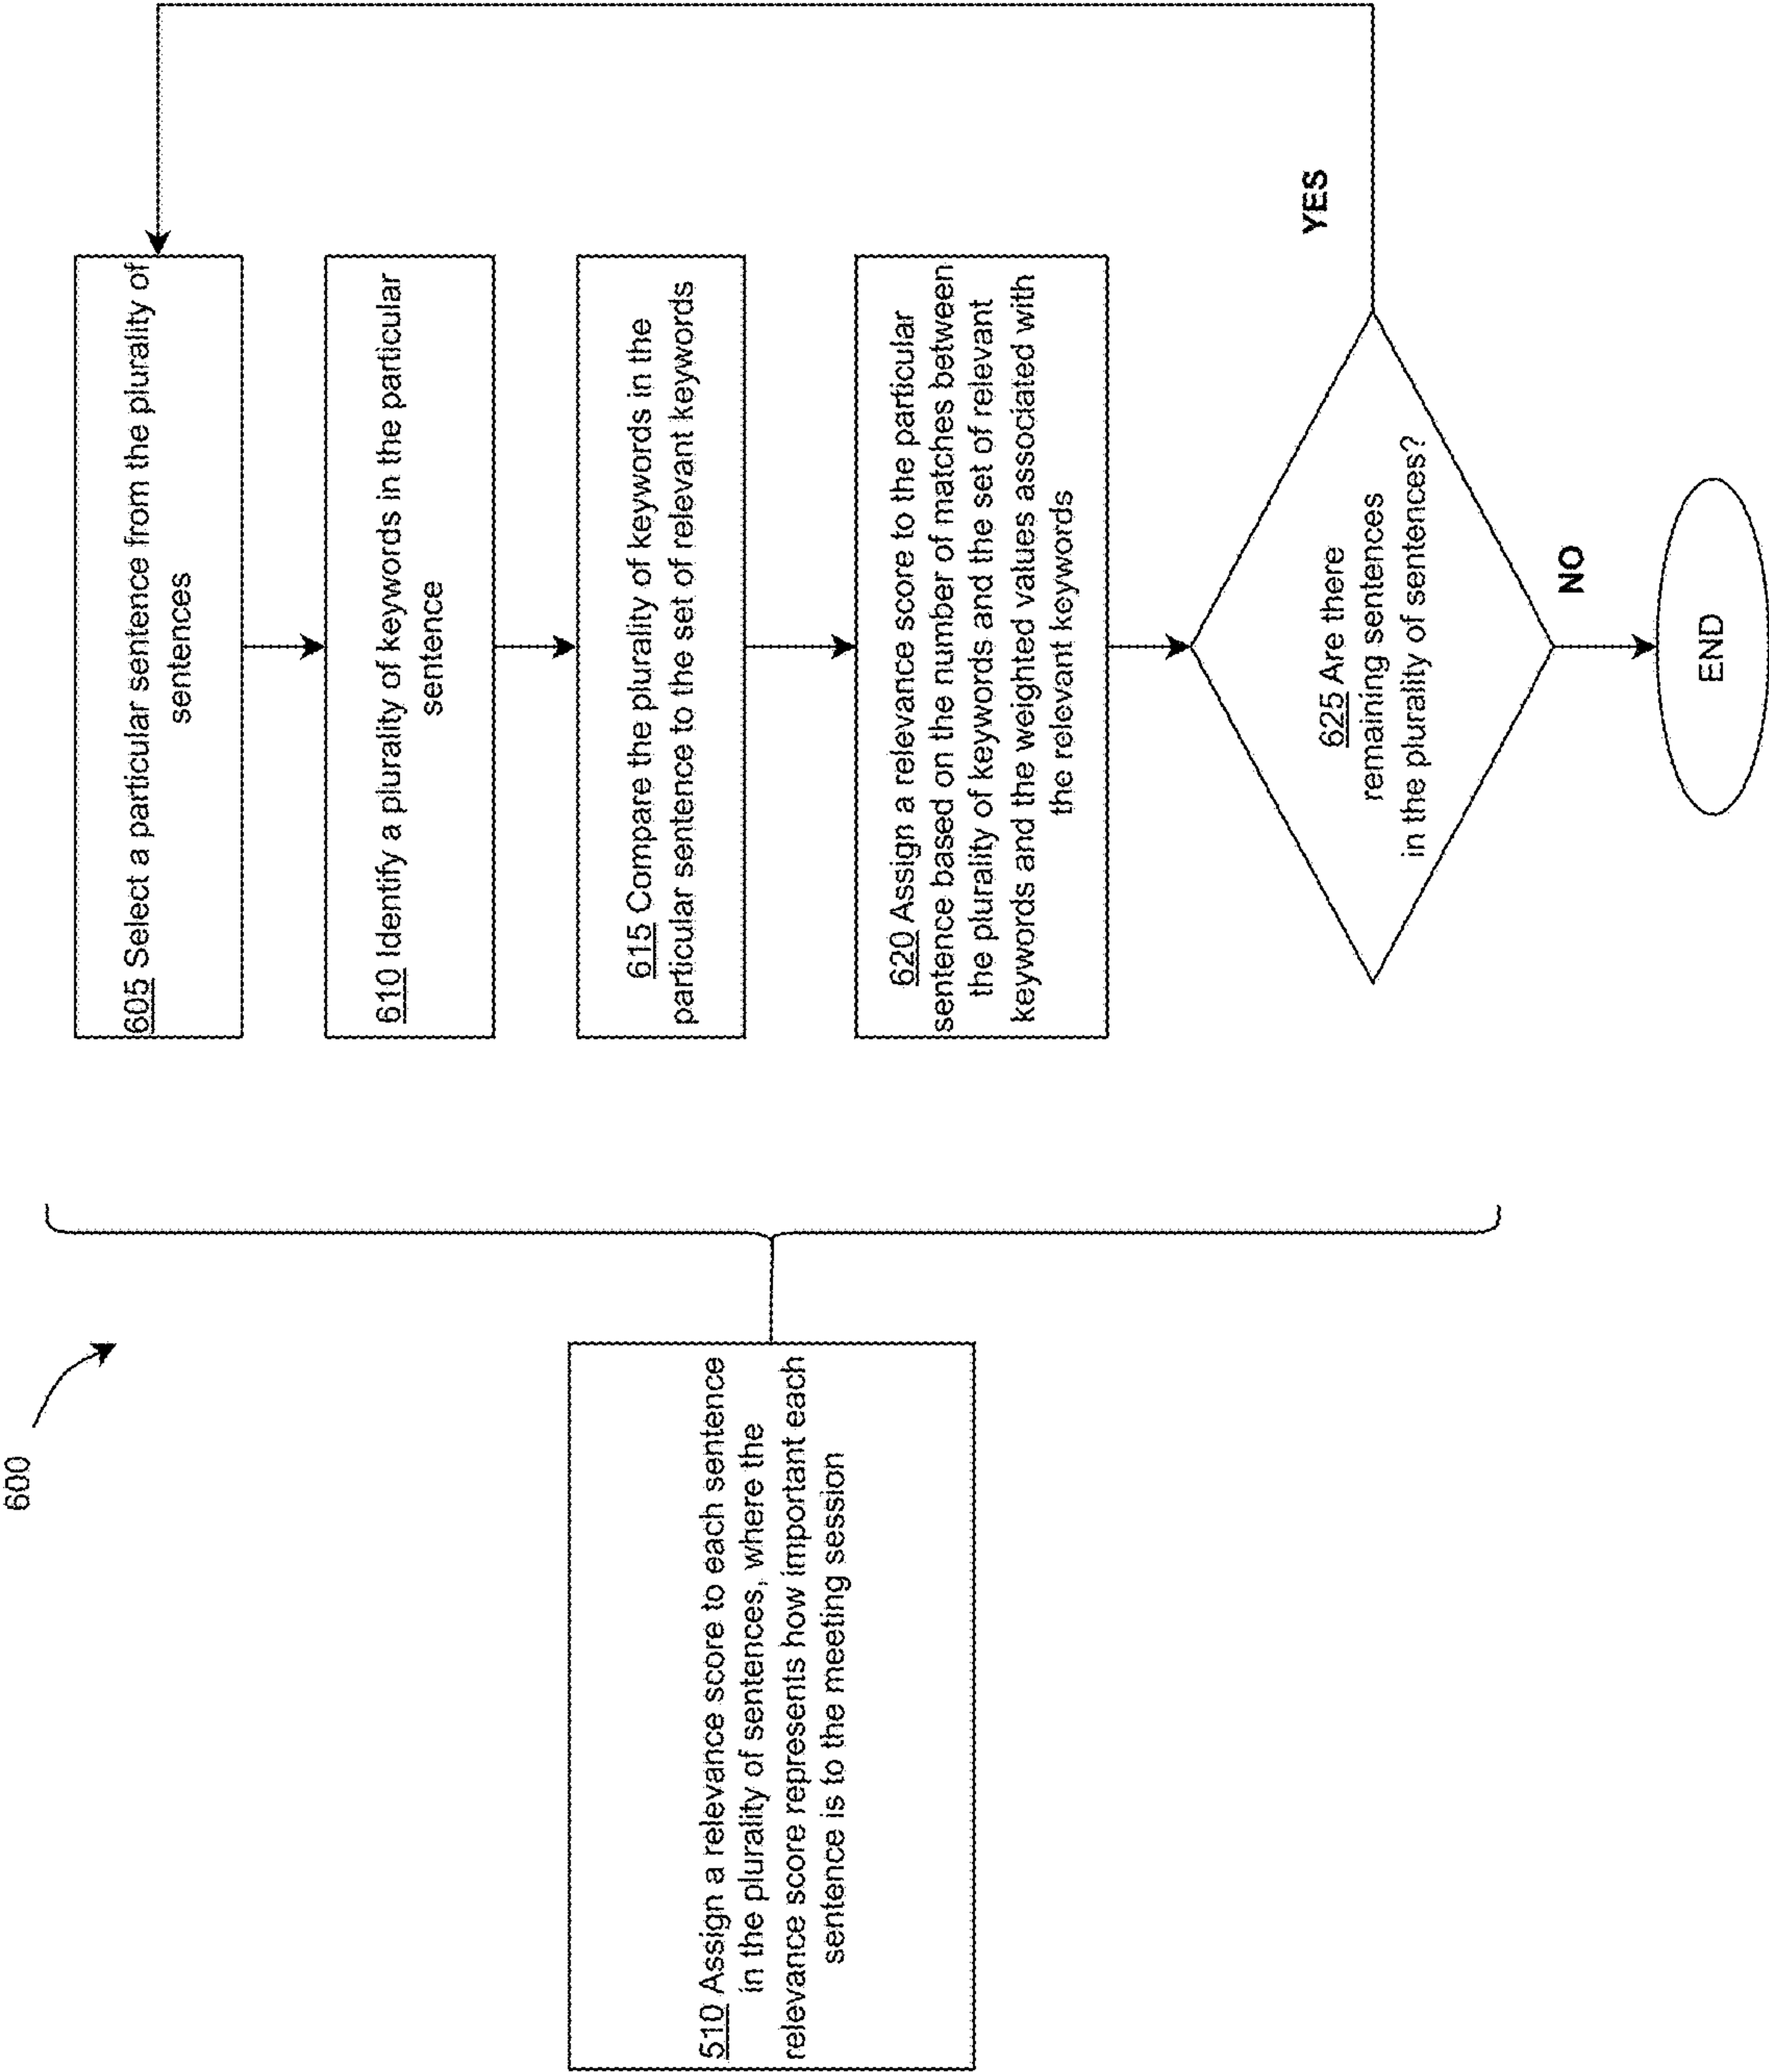 600
510 Assign a relevance score to each sentence
in the plurality of sentences, where the
relevance score represents how important each
sentence is to the meeting session
605 Select a particular sentence from the plurality of
sentences
610 Identify a plurality of keywords in the particular
sentence
615 Compare the plurality of keywords in the
particular sentence to the set of relevant keywords
620 Assign a relevance score to the particular
sentence based on the number of matches between
the plurality of keywords and the set of relevant
keywords and the weighted values associated with
the relevant keywords
625 Are there
remaining sentences
in the plurality of sentences?
YES
NO
END